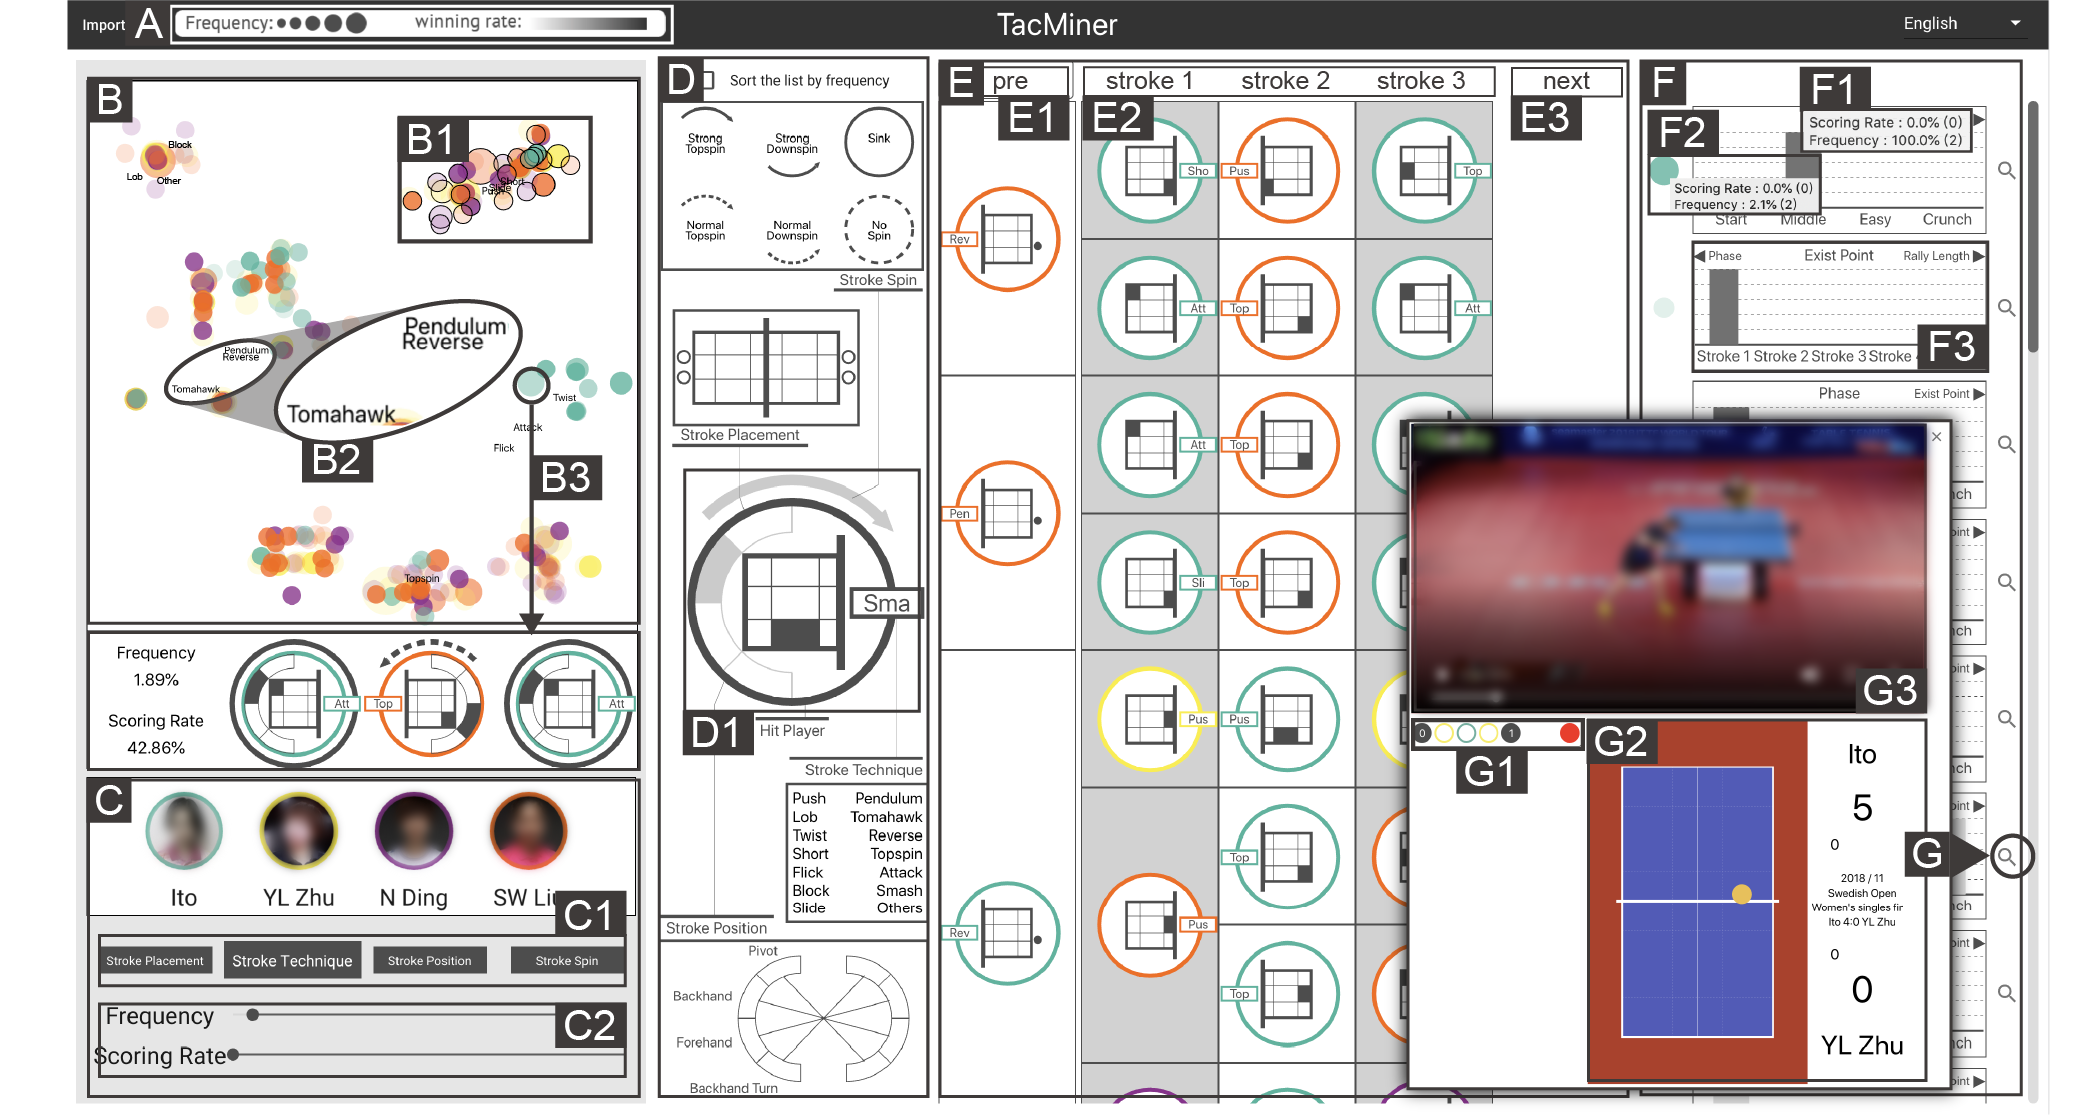 Import
A
Frequency:
winning rate:
TacMiner
English
B
Block
Lob
Other
B1
Short
Slide
Push
Pendulum
Reverse
Tomahawk
Pendulum
Reverse
Tomahawk
B2
Twist
Attack
Flick
B3
Topspin
Frequency
1.89%
Scoring Rate
42.86%
Att
Top
Att
C
Ito
YL Zhu
N Ding
SW Liu
C1
Stroke Placement
Stroke Technique
Stroke Position
Stroke Spin
C2
Frequency
Scoring Rate
D
Sort the list by frequency
Strong
Topspin
Strong
Downspin
Sink
Normal
Topspin
Normal
Downspin
No
Spin
Stroke Spin
Stroke Placement
Sma
D1
Hit Player
Stroke Technique
Push Pendulum
Lob Tomahawk
Twist Reverse
Short Topspin
Flick Attack
Block Smash
Slide Others
Stroke Position
Pivot
Backhand
Forehand
Backhand Turn
E
pre
stroke 1
stroke 2
stroke 3
next
E1
E2
E3
Rev
Pen
Rev
Sho
Pus
Top
Att
Top
Att
Att
Top
Sli
Top
Pus
Pus
Pus
Top
Top
F
F1
Scoring Rate : 0.0% (0)
Frequency : 100.0% (2)
F2
Scoring Rate : 0.0% (0)
Frequency : 2.1% (2)
Start
Middle
Easy
Crunch
Phase
Exist Point
Rally Length
F3
Stroke 1
Stroke 2
Stroke 3
Stroke
Phase
Exist Point
nch
oint
nch
oint
nch
oint
nch
oint
nch
oint
nch
oint
G3
0
1
G1
G2
Ito
5
0
2018 / 11
Swedish Open
Women's singles fir
Ito 4:0 YL Zhu
0
0
YL Zhu
G